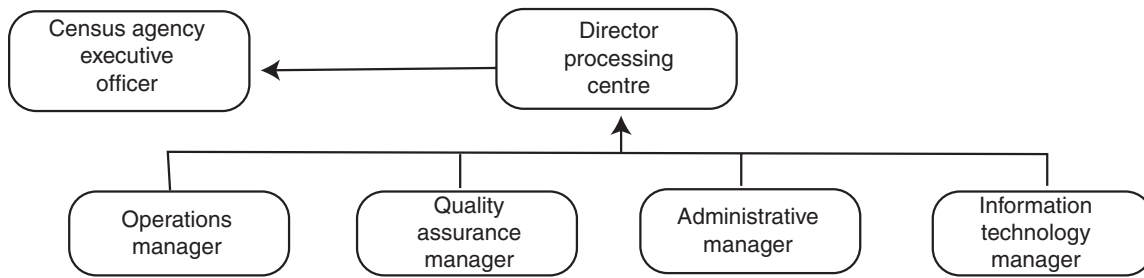 Census agency
executive
officer
Director
processing
centre
Operations
manager
Quality
assurance
manager
Administrative
manager
Information
technology
manager